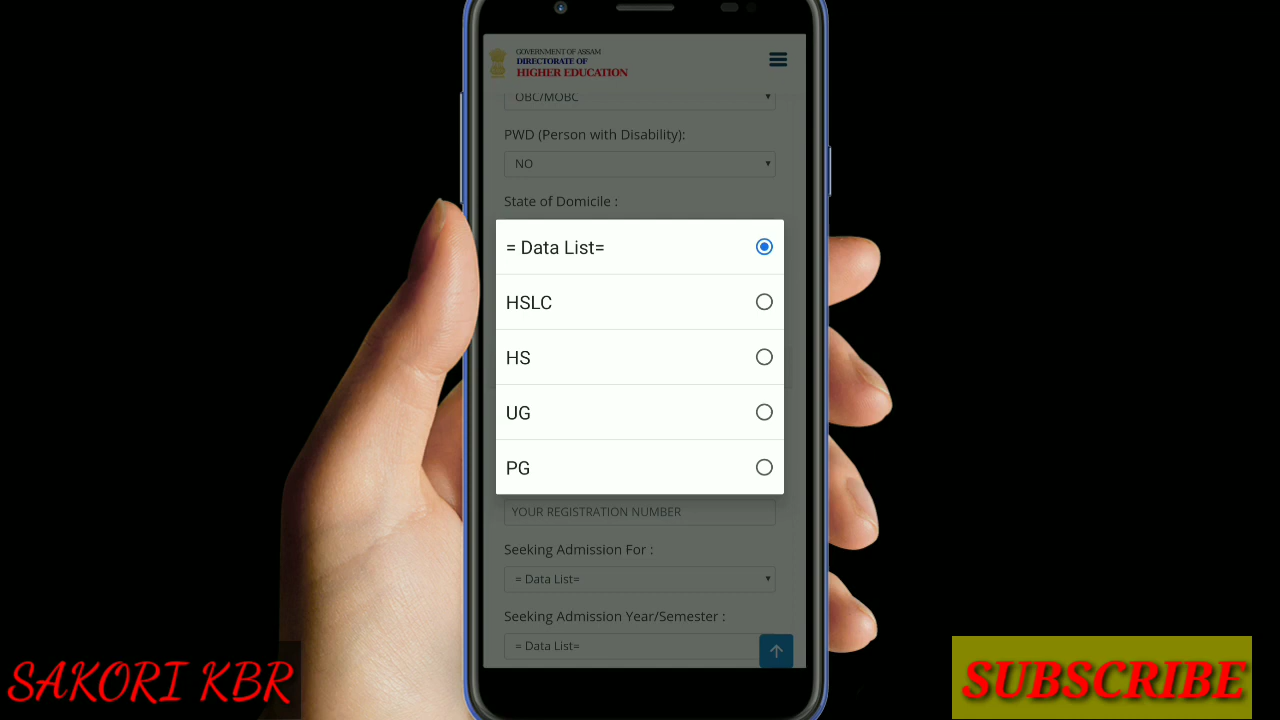 GOVERNMENT OF ASSAM
DIRECTORATE OF
HIGHER EDUCATION
OBC/MOBC
PWD (Person with Disability):
NO
State of Domicile :
= Data List=
HSLC
HS
UG
PG
YOUR REGISTRATION NUMBER
Seeking Admission For :
= Data List=
Seeking Admission Year/Semester :
= Data List=
SAKORI KBR
SUBSCRIBE